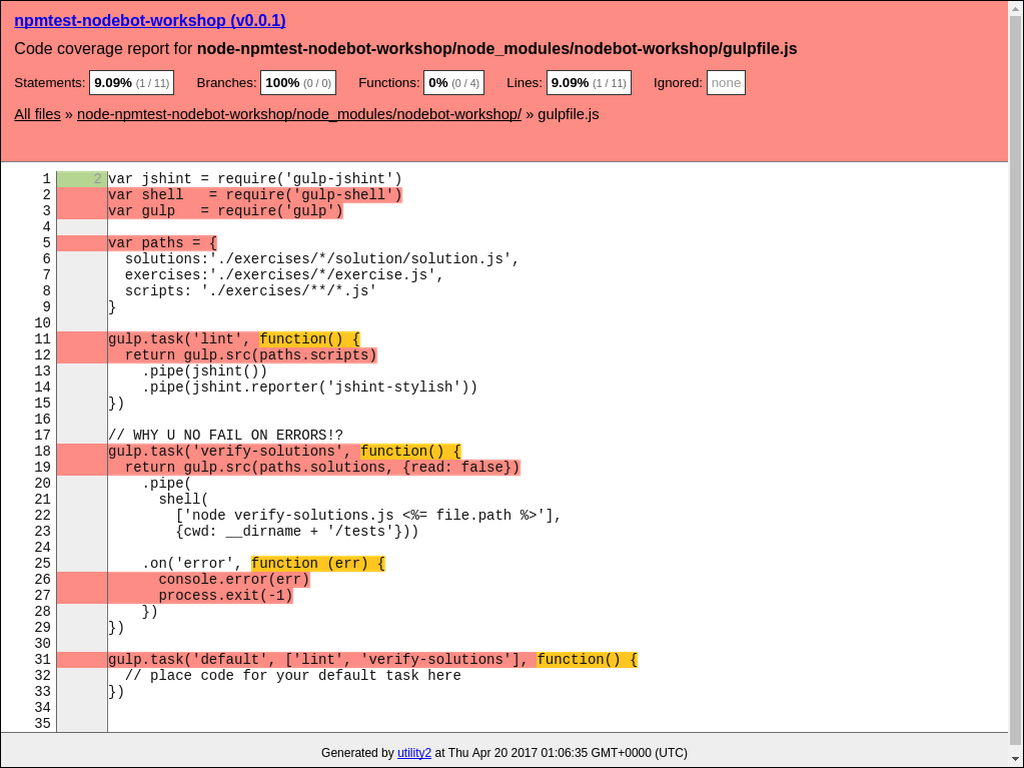 npmtest-nodebot-workshop (v0.0.1)
Code coverage report for node-npmtest-nodebot-workshop/node_modules/nodebot-workshop/gulpfile.js
Statements: 9.09% (1 / 11) Branches: 100% (0 / 0) Functions: 0% (0 / 4) Lines: 9.09% (1 / 11) Ignored: none
All files » node-npmtest-nodebot-workshop/node_modules/nodebot-workshop/ » gulpfile.js
1 2 var jshint = require('gulp-jshint')
2 var shell   = require('gulp-shell')
3 var gulp   = require('gulp')
4
5 var paths = {
6   solutions:'./exercises/*/solution/solution.js',
7   exercises:'./exercises/*/exercise.js',
8   scripts: './exercises/**/*.js'
9 }
10
11 gulp.task('lint', function() {
12   return gulp.src(paths.scripts)
13     .pipe(jshint())
14     .pipe(jshint.reporter('jshint-stylish'))
15 })
16
17 // WHY U NO FAIL ON ERRORS!?
18 gulp.task('verify-solutions', function() {
19   return gulp.src(paths.solutions, {read: false})
20     .pipe(
21       shell(
22         ['node verify-solutions.js <%= file.path %>'],
23         {cwd: __dirname + '/tests'}))
24
25     .on('error', function (err) {
26       console.error(err)
27       process.exit(-1)
28     })
29 })
30
31 gulp.task('default', ['lint', 'verify-solutions'], function() {
32   // place code for your default task here
33 })
34
35
Generated by utility2 at Thu Apr 20 2017 01:06:35 GMT+0000 (UTC)